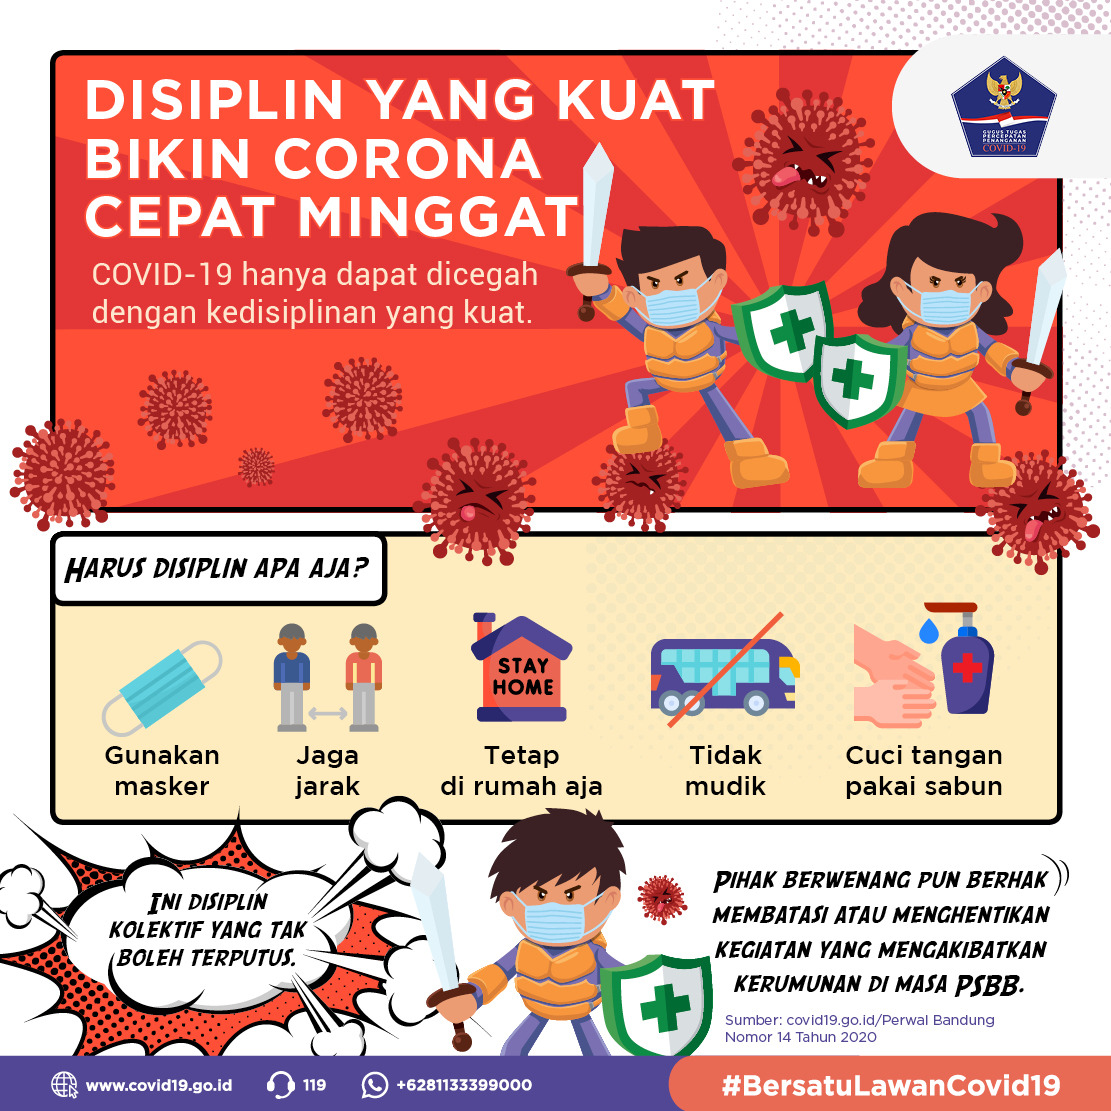 DISIPLIN YANG KUAT
BIKIN CORONA
CEPAT MINGGAT
COVID-19 hanya dapat dicegah
dengan kedisiplinan yang kuat.
GUGUS TUGAS
PERCEPATAN
PENANGANAN
COVID-19
HARUS DISIPLIN APA AJA?
STAY
HOME
Gunakan
masker
Jaga
jarak
Tetap
di rumah aja
Tidak
mudik
Cuci tangan
pakai sabun
INI DISIPLIN
KOLEKTIF YANG TAK
BOLEH TERPUTUS.
PIHAK BERWENANG PUN BERHAK
MEMBATASI ATAU MENGHENTIKAN
KEGIATAN YANG MENGAKIBATKAN
KERUMUNAN DI MASA PSBB.
Sumber: covid19.go.id/Perwal Bandung
Nomor 14 Tahun 2020
www.covid19.go.id
119
+6281133399000
#BersatuLawanCovid19